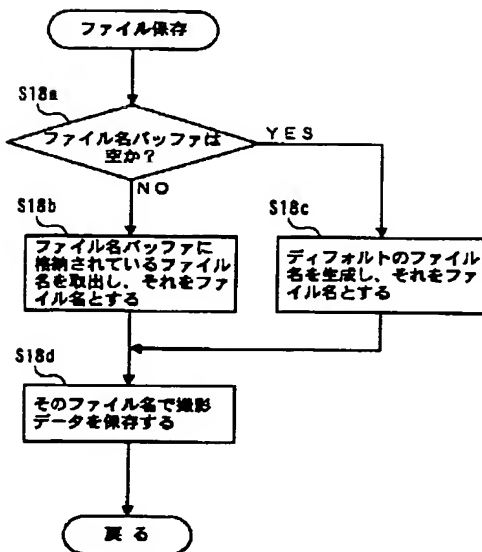 ファイル保存
S18a
ファイル名バッファは
空か?
YES
NO
S18b
ファイル名バッファに
格納されているファイル
名を取出し、それをファ
イル名とする
S18c
ディフォルトのファイル
名を生成し、それをファ
イル名とする
S18d
そのファイル名で撮影
データを保存する
戻る